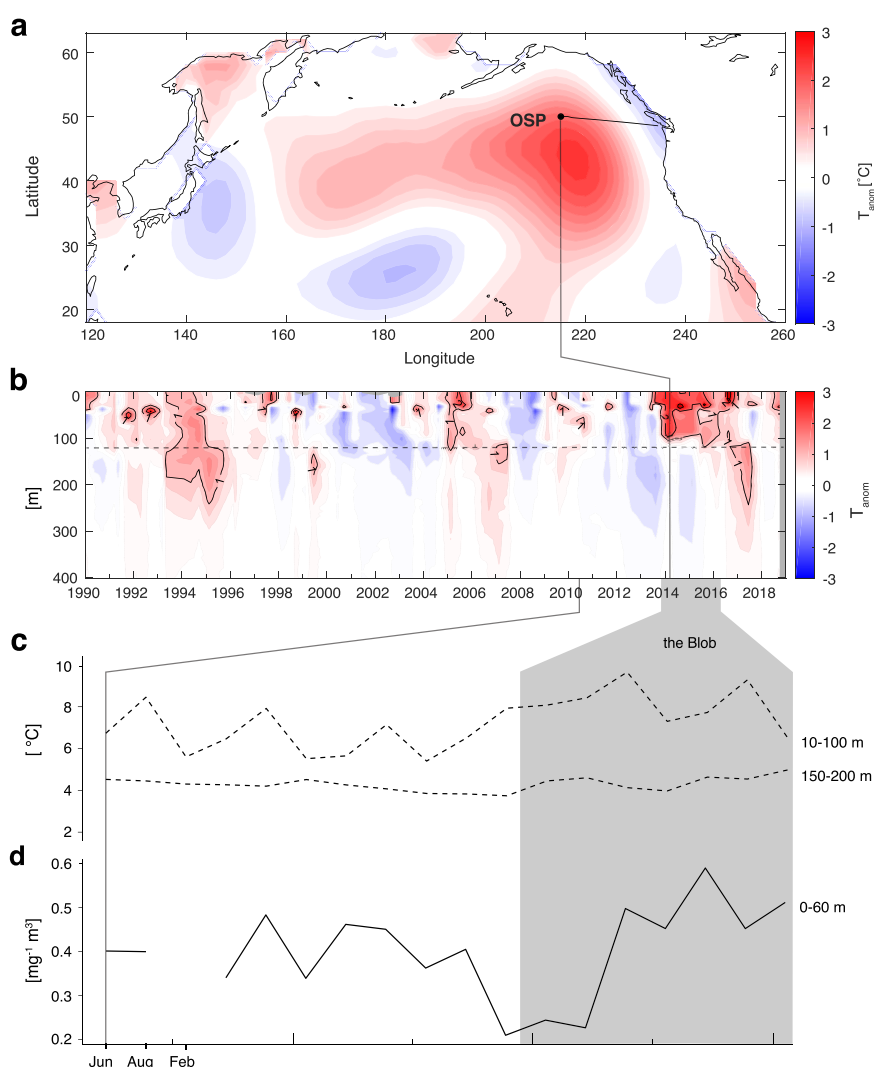 a
60
50
40
30
20
Latitude
OSP
120
140
160
180
200
220
240
260
Longitude
3
2
1
0
-1
-2
-3
T anom [°C]
b
0
100
200
300
400
[m]
1990 1992 1994 1996 1998 2000 2002 2004 2006 2008 2010 2012 2014 2016 2018
3
2
1
0
-1
-2
-3
T anom
the Blob
c
10
8
6
4
2
[ °C]
10-100 m
150-200 m
d
0.6
0.5
0.4
0.3
0.2
[mg⁻¹ m³]
0-60 m
Jun Aug Feb